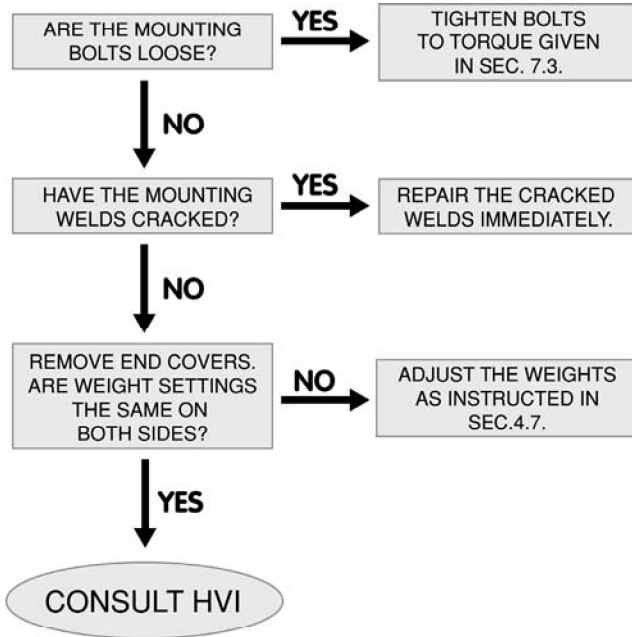 ARE THE MOUNTING
BOLTS LOOSE?
YES
TIGHTEN BOLTS
TO TORQUE GIVEN
IN SEC. 7.3.
NO
HAVE THE MOUNTING
WELDS CRACKED?
YES
REPAIR THE CRACKED
WELDS IMMEDIATELY.
NO
REMOVE END COVERS.
ARE WEIGHT SETTINGS
THE SAME ON
BOTH SIDES?
NO
ADJUST THE WEIGHTS
AS INSTRUCTED IN
SEC.4.7.
YES
CONSULT HVI